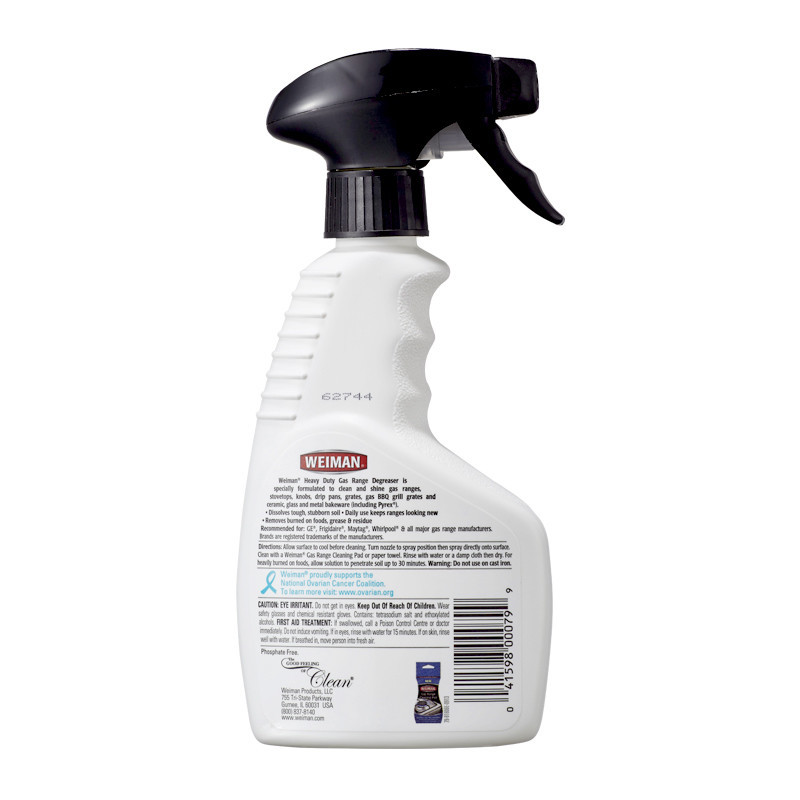 62744
WEIMAN®
Weiman® Heavy Duty Gas Range Degreaser is
specially formulated to clean and shine gas ranges,
stovetops, knobs, drip pans, grates, gas BBQ grill grates and
ceramic, glass and metal bakeware (including Pyrex®).
• Dissolves tough, stubborn soil • Daily use keeps ranges looking new
• Removes burned on foods, grease & residue
Recommended for: GE®, Frigidaire®, Maytag®, Whirlpool® & all major gas range manufacturers.
Brands are registered trademarks of the manufacturers.
Directions: Allow surface to cool before cleaning. Turn nozzle to spray position then spray directly onto surface.
Clean with a Weiman® Gas Range Cleaning Pad or paper towel. Rinse with water or a damp cloth then dry. For
heavily burned on foods, allow solution to penetrate soil up to 30 minutes. Warning: Do not use on cast iron.
Weiman® proudly supports the
National Ovarian Cancer Coalition.
To learn more visit: www.ovarian.org
CAUTION: EYE IRRITANT. Do not get in eyes. Keep Out Of Reach Of Children. Wear
safety glasses and chemical resistant gloves. Contains: tetrasodium salt and ethoxylated
alcohols. FIRST AID TREATMENT: If swallowed, call a Poison Control Centre or doctor
immediately. Do not induce vomiting. If in eyes, rinse with water for 15 minutes. If on skin, rinse
well with water. If breathed in, move person into fresh air.
Phosphate Free.
The
GOOD FEELING
OF Clean®
Weiman Products, LLC
755 Tri-State Parkway
Gurnee, IL 60031 USA
(800) 837-8140
www.weiman.com
WEIMAN
0 41598 00079 9